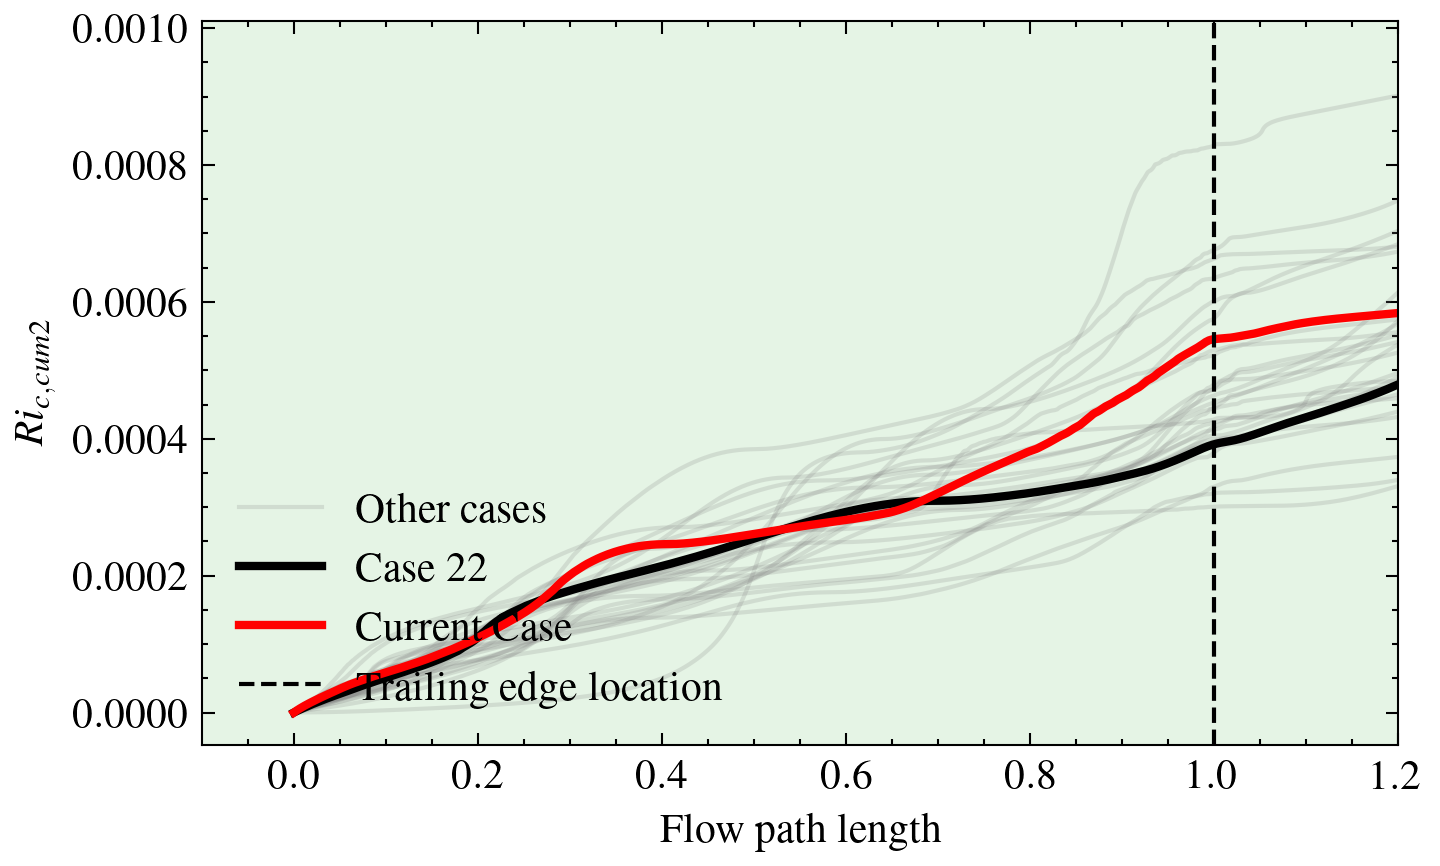 0.0010
0.0008
0.0006
0.0004
0.0002
0.0000
Ri_{c,cum2}
Other cases
Case 22
Current Case
Trailing edge location
0.0 0.2 0.4 0.6 0.8 1.0 1.2
Flow path length